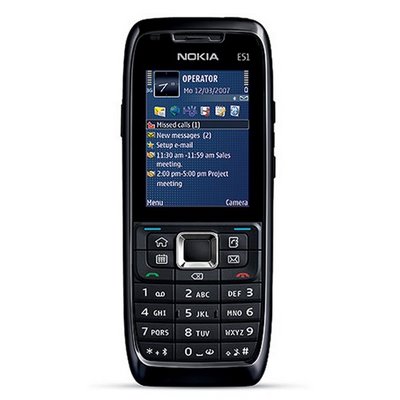 NOKIA E51
3G OPERATOR
Mo 12/03/2007
Missed calls (1)
New messages (2)
Setup e-mail
11:30 am -11:59 am Sales
meeting.
2:00 pm-5:00 pm Project
meeting
Menu Camera
1 2 ABC DEF 3
4 GHI 5 JKL MNO 6
7 PQRS 8 TUV WXYZ 9
* + 0 #